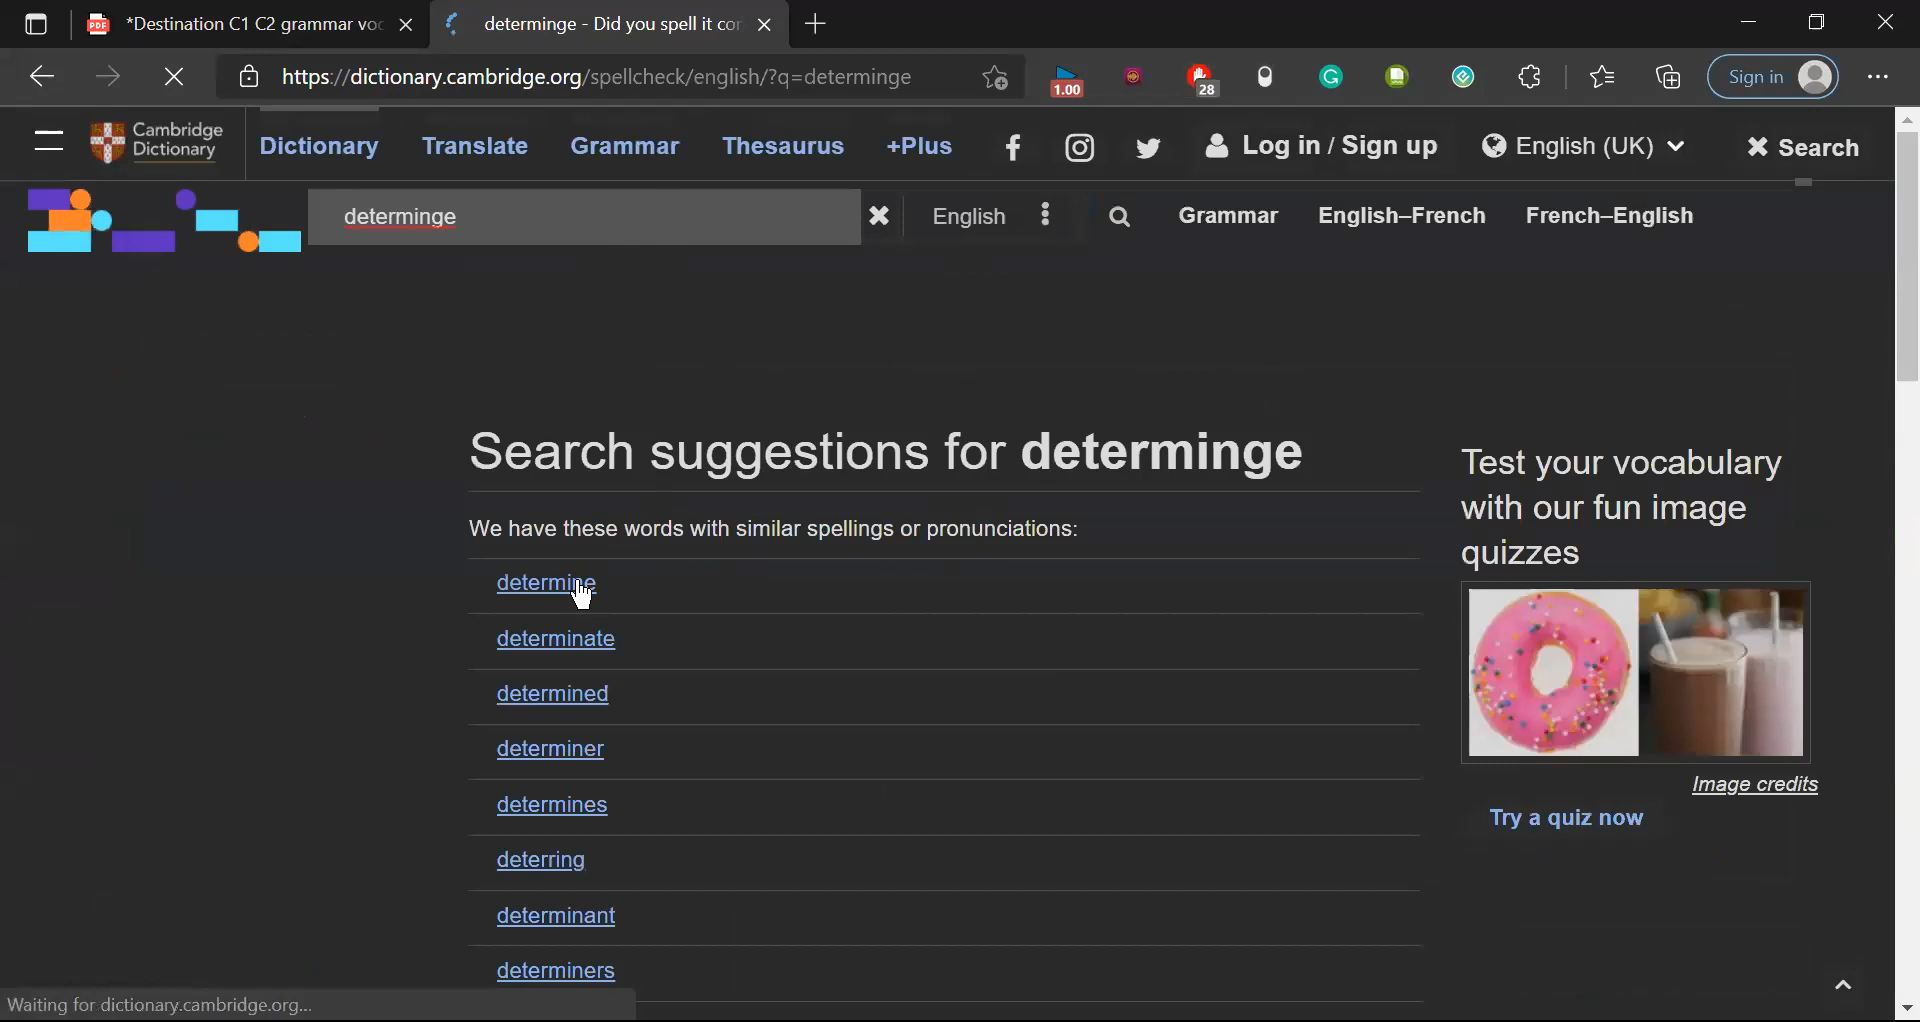 *Destination C1 C2 grammar voc
determinge - Did you spell it cor
https://dictionary.cambridge.org/spellcheck/english/?q=determinge
1.00
28
Sign in
Cambridge
Dictionary
Dictionary
Translate
Grammar
Thesaurus
+Plus
Log in / Sign up
English (UK)
Search
determinge
English
Grammar
English–French
French–English
Search suggestions for determinge
We have these words with similar spellings or pronunciations:
determine
determinate
determined
determiner
determines
deterring
determinant
determiners
Test your vocabulary
with our fun image
quizzes
Image credits
Try a quiz now
Waiting for dictionary.cambridge.org...